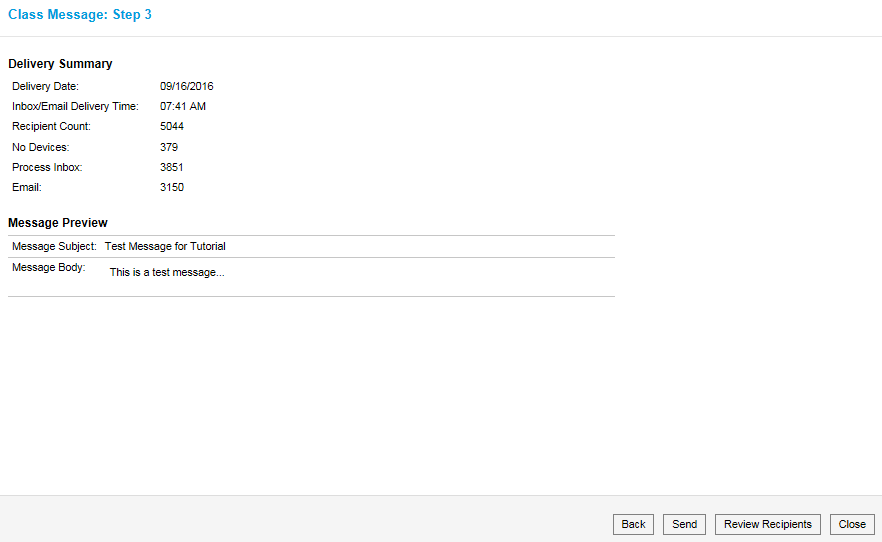 Class Message: Step 3
Delivery Summary
Delivery Date: 09/16/2016
Inbox/Email Delivery Time: 07:41 AM
Recipient Count: 5044
No Devices: 379
Process Inbox: 3851
Email: 3150
Message Preview
Message Subject: Test Message for Tutorial
Message Body: This is a test message...
Back Send Review Recipients Close